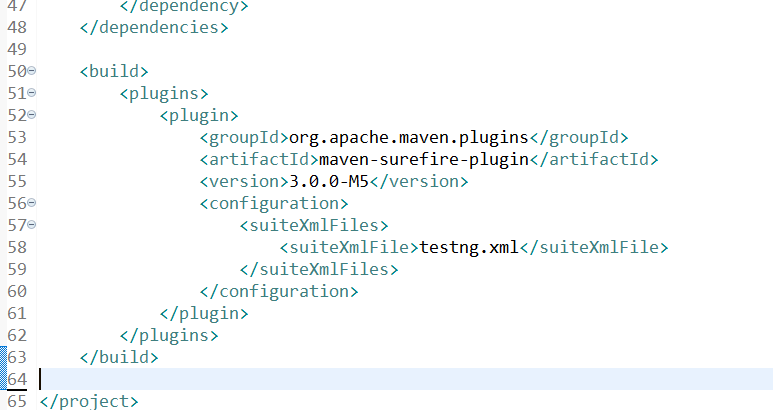 47 </dependency>
48 </dependencies>
49
50 <build>
51 <plugins>
52 <plugin>
53 <groupId>org.apache.maven.plugins</groupId>
54 <artifactId>maven-surefire-plugin</artifactId>
55 <version>3.0.0-M5</version>
56 <configuration>
57 <suiteXmlFiles>
58 <suiteXmlFile>testng.xml</suiteXmlFile>
59 </suiteXmlFiles>
60 </configuration>
61 </plugin>
62 </plugins>
63 </build>
64
65 </project>